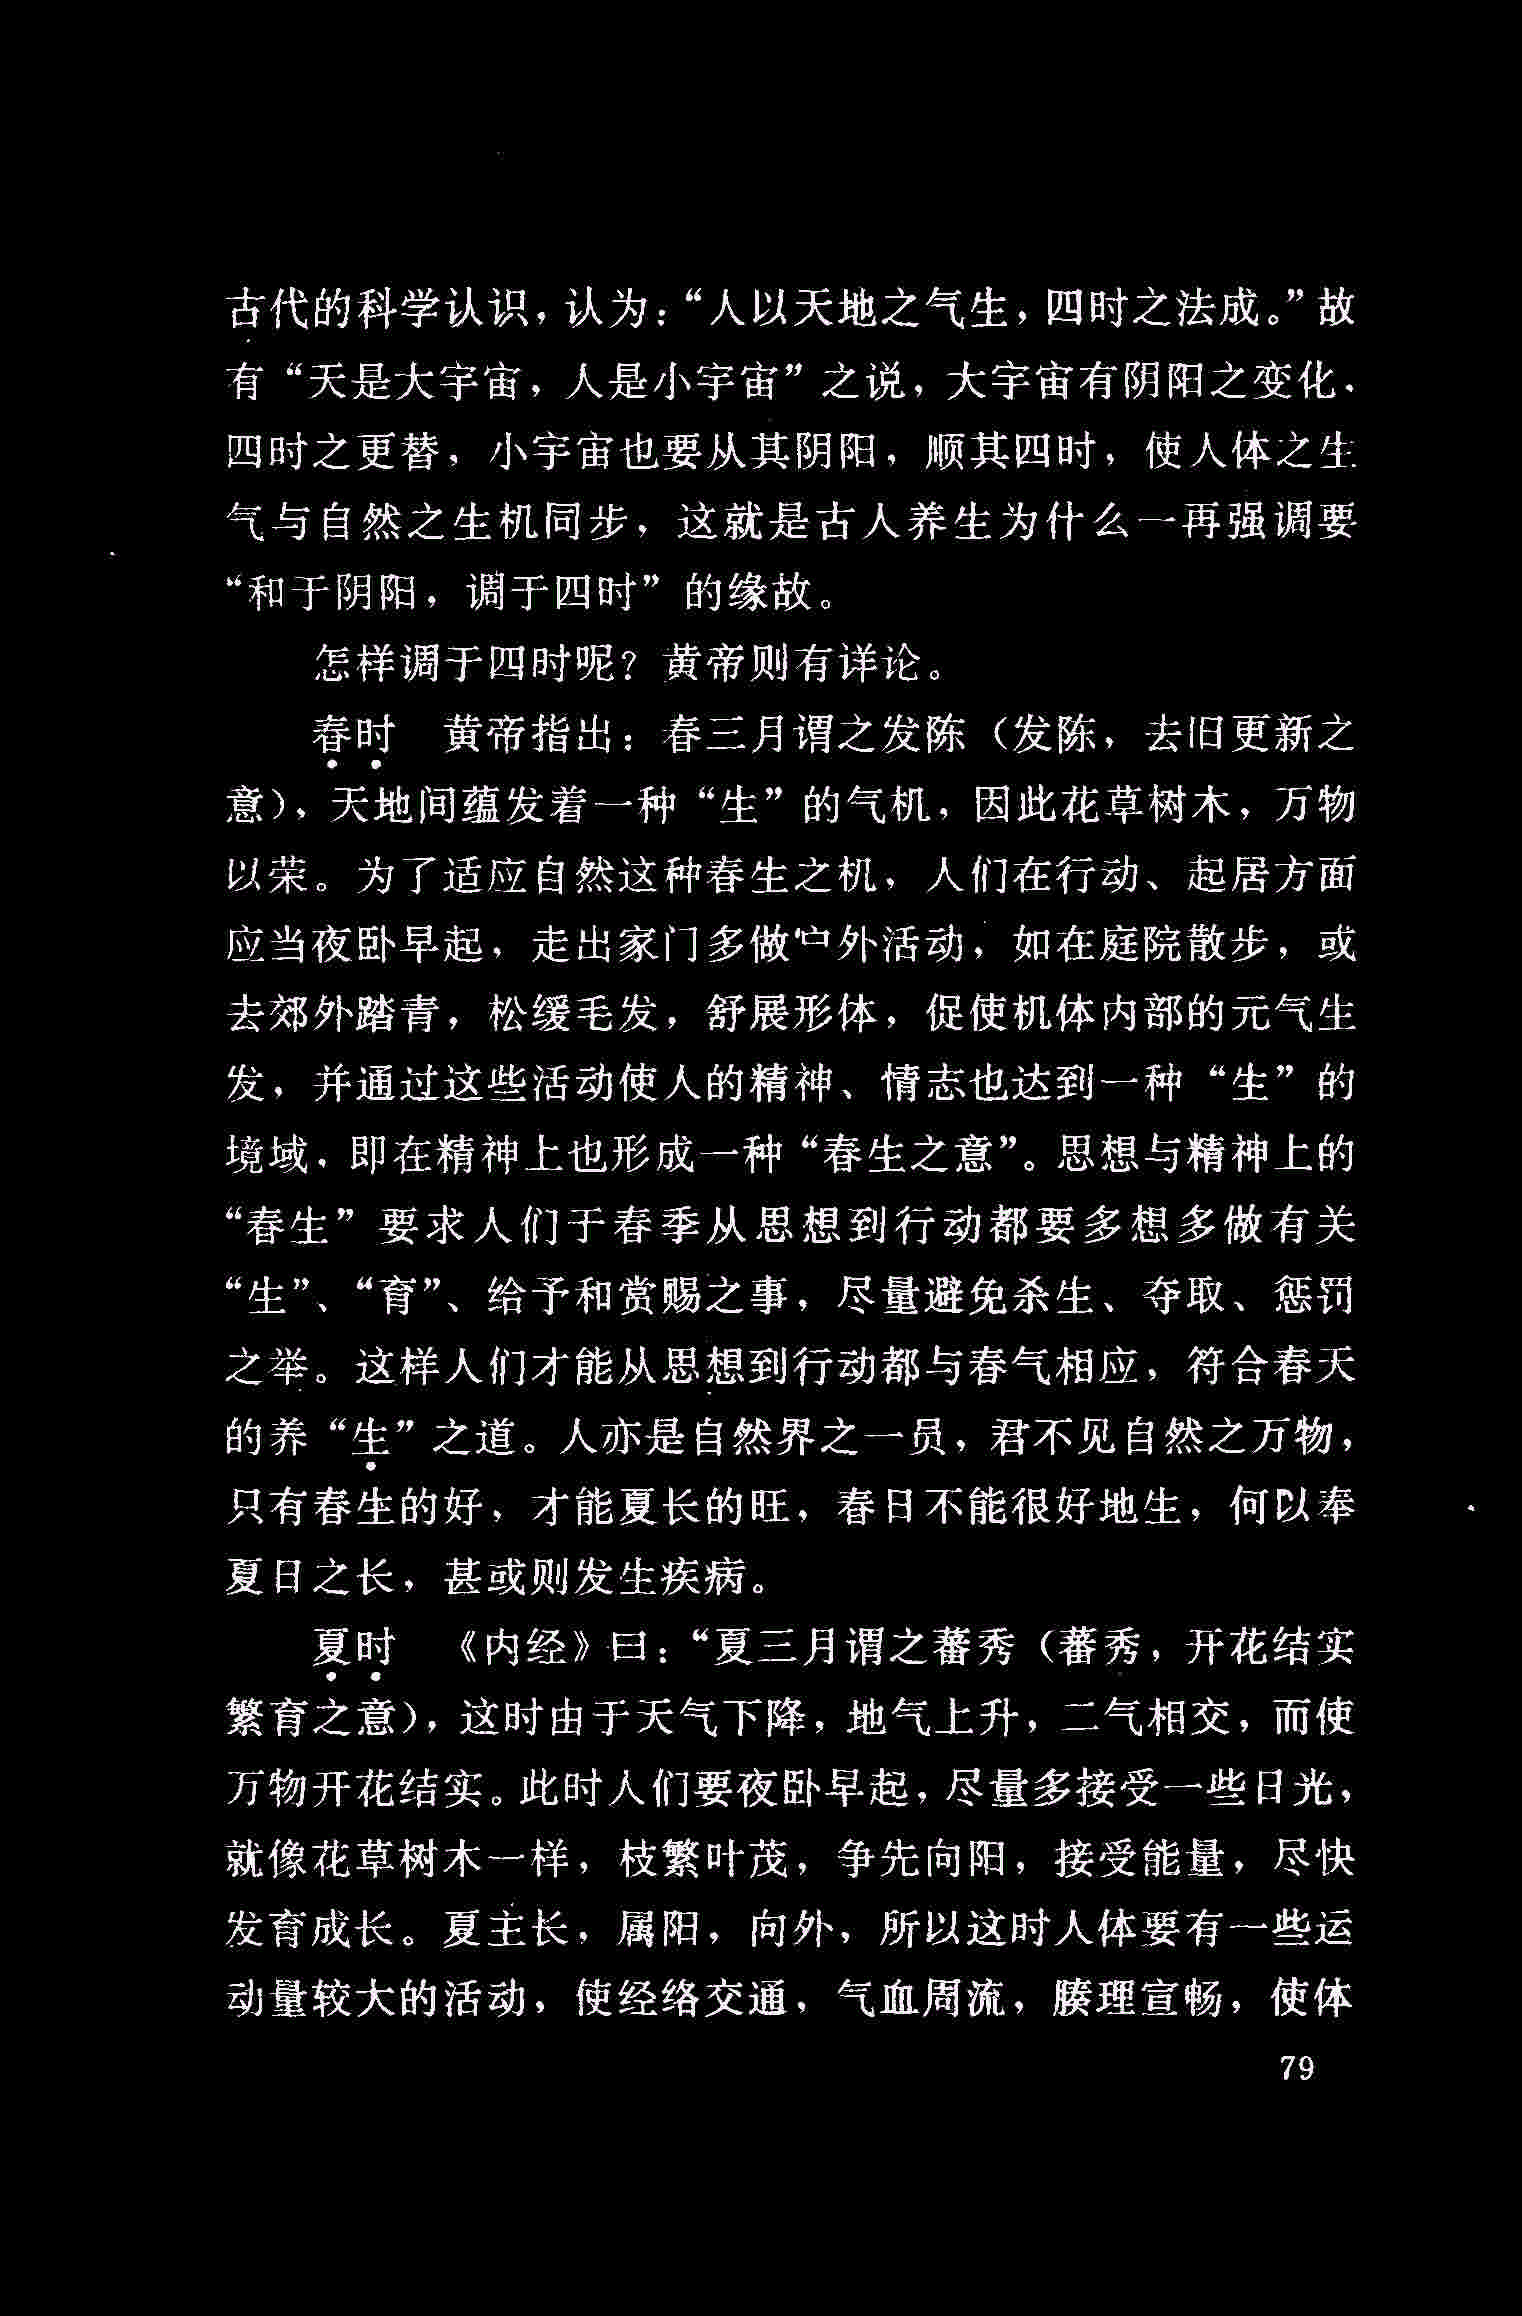 古代的科学认识，认为：“人以天地之气生，四时之法成。”故
有“天是大宇宙，人是小宇宙”之说，大宇宙有阴阳之变化、
四时之更替，小宇宙也要从其阴阳，顺其四时，使人体之生
气与自然之生机同步，这就是古人养生为什么一再强调要
“和于阴阳，调于四时”的缘故。
怎样调于四时呢？黄帝则有详论。
春时　黄帝指出：春三月谓之发陈（发陈，去旧更新之
意），天地间蕴发着一种“生”的气机，因此花草树木，万物
以荣。为了适应自然这种春生之机，人们在行动、起居方面
应当夜卧早起，走出家门多做户外活动，如在庭院散步，或
去郊外踏青，松缓毛发，舒展形体，促使机体内部的元气生
发，并通过这些活动使人的精神、情志也达到一种“生”的
境域，即在精神上也形成一种“春生之意”。思想与精神上的
“春生”要求人们于春季从思想到行动都要多想多做有关
“生”、“育”、给予和赏赐之事，尽量避免杀生、夺取、惩罚
之举。这样人们才能从思想到行动都与春气相应，符合春天
的养“生”之道。人亦是自然界之一员，君不见自然之万物，
只有春生的好，才能夏长的旺，春日不能很好地生，何以奉
夏日之长，甚或则发生疾病。
夏时　《内经》曰：“夏三月谓之蕃秀（蕃秀，开花结实
繁育之意），这时由于天气下降，地气上升，二气相交，而使
万物开花结实。此时人们要夜卧早起，尽量多接受一些日光，
就像花草树木一样，枝繁叶茂，争先向阳，接受能量，尽快
发育成长。夏主长，属阳，向外，所以这时人体要有一些运
动量较大的活动，使经络交通，气血周流，腠理宣畅，使体
79